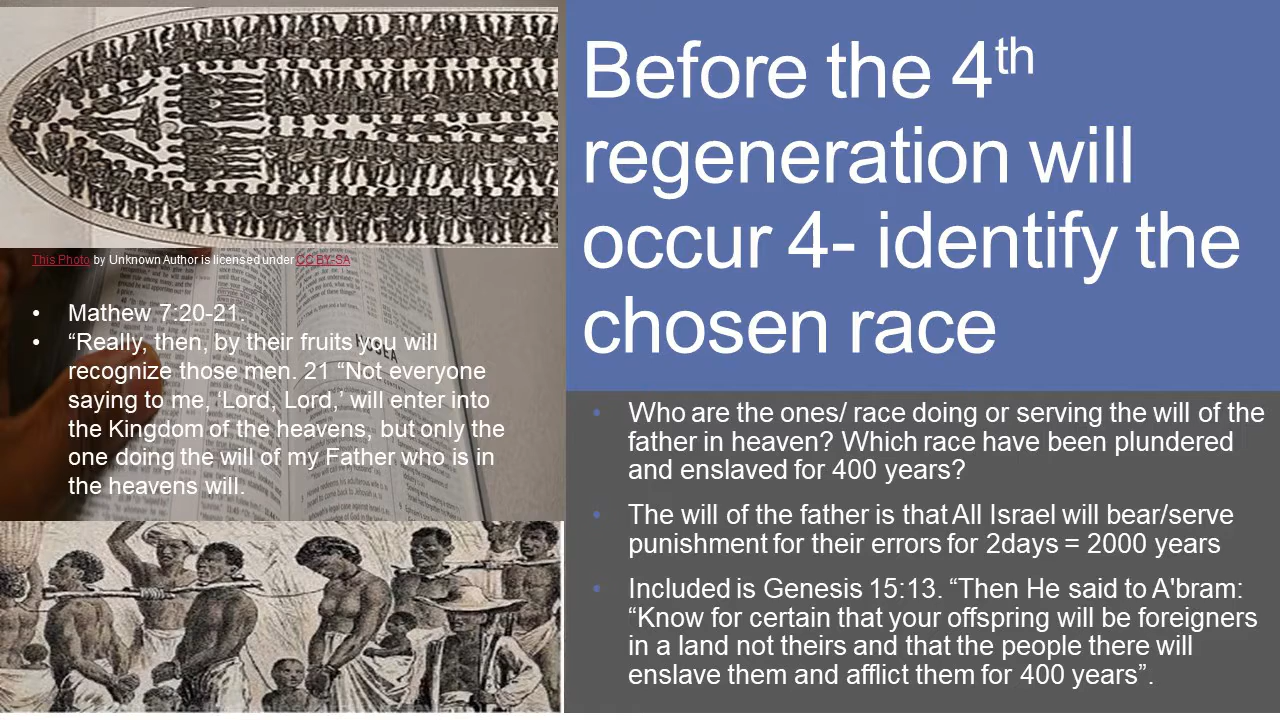 Before the 4th
regeneration will
occur 4- identify the
chosen race
This Photo by Unknown Author is licensed under CC BY-SA
• Mathew 7:20-21.
• “Really, then, by their fruits you will
recognize those men. 21 “Not everyone
saying to me, ‘Lord, Lord,’ will enter into
the Kingdom of the heavens, but only the
one doing the will of my Father who is in
the heavens will.
HOSEA
• Who are the ones/ race doing or serving the will of the
father in heaven? Which race have been plundered
and enslaved for 400 years?
• The will of the father is that All Israel will bear/serve
punishment for their errors for 2days = 2000 years
• Included is Genesis 15:13. “Then He said to A'bram:
“Know for certain that your offspring will be foreigners
in a land not theirs and that the people there will
enslave them and afflict them for 400 years”.